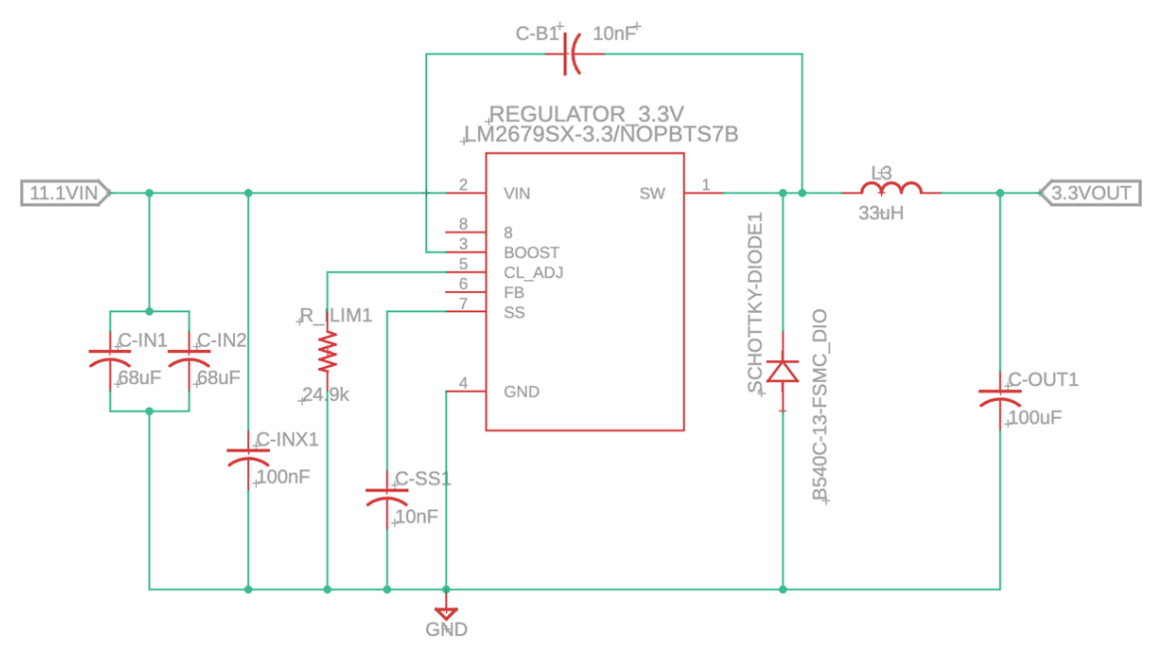 C-B1
10nF
REGULATOR_3.3V
LM2679SX-3.3/NOPBTS7B
11.1VIN
2
VIN
SW
1
L3
33uH
3.3VOUT
8
8
3
BOOST
5
CL_ADJ
6
FB
7
SS
4
GND
SCHOTTKY-DIODE1
B540C-13-FSMC_DIO
C-IN1
68uF
C-IN2
68uF
R_LIM1
24.9k
C-INX1
100nF
C-SS1
10nF
C-OUT1
100uF
GND